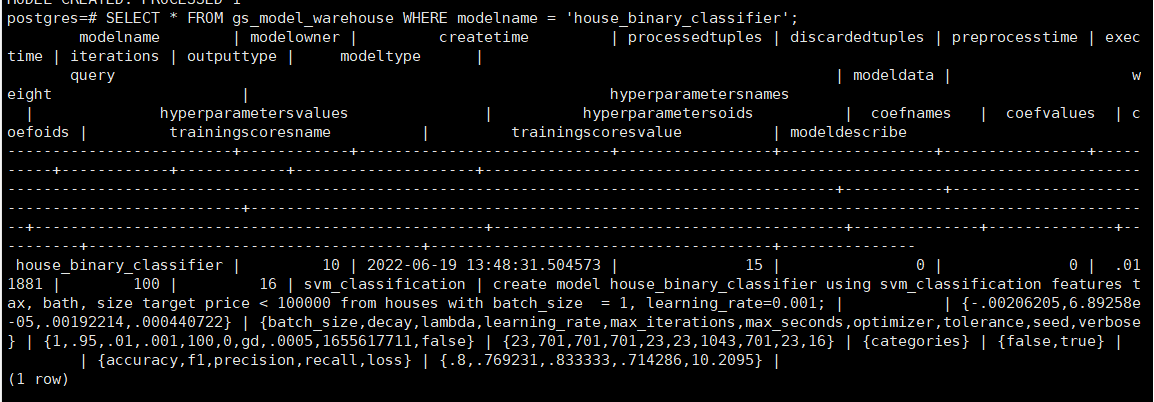 MODEL CREATED. PROCESSED 1
postgres=# SELECT * FROM gs_model_warehouse WHERE modelname = 'house_binary_classifier';
        modelname        | modelowner |         createtime         | processedtuples | discardedtuples | preprocesstime | exec
time | iterations | outputtype |     modeltype      |
       query                                                                               | modeldata |                    w
eight                     |                                        hyperparametersnames
  |              hyperparametersvalues               |          hyperparametersoids          |  coefnames   |  coefvalues  | c
oefoids |         trainingscoresname          |         trainingscoresvalue          | modeldescribe
-------------------------+------------+----------------------------+-----------------+-----------------+----------------+-----
-----+------------+------------+--------------------+--------------------------------------------------------------------------
-------------------------------------------------------------------------------------------+-----------+---------------------
--------------------------+----------------------------------------------------------------------------------------------------
--+--------------------------------------------------+---------------------------------------+--------------+--------------+--
--------+-------------------------------------+--------------------------------------+---------------
 house_binary_classifier |         10 | 2022-06-19 13:48:31.504573 |              15 |               0 |              0 |  .01
1881 |        100 |         16 | svm_classification | create model house_binary_classifier using svm_classification features t
ax, bath, size target price < 100000 from houses with batch_size  = 1, learning_rate=0.001; |           | {-.00206205,6.89258e
-05,.00192214,.000440722} | {batch_size,decay,lambda,learning_rate,max_iterations,max_seconds,optimizer,tolerance,seed,verbose
} | {1,.95,.01,.001,100,0,gd,.0005,1655617711,false} | {23,701,701,701,23,23,1043,701,23,16} | {categories} | {false,true} |
        | {accuracy,f1,precision,recall,loss} | {.8,.769231,.833333,.714286,10.2095} |
(1 row)